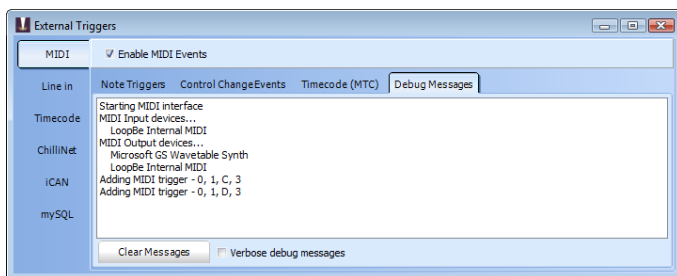 External Triggers
MIDI
Enable MIDI Events
Line in
Timecode
ChilliNet
iCAN
mySQL
Note Triggers Control Change Events Timecode (MTC) Debug Messages
Starting MIDI interface
MIDI Input devices...
LoopBe Internal MIDI
MIDI Output devices...
Microsoft GS Wavetable Synth
LoopBe Internal MIDI
Adding MIDI trigger - 0, 1, C, 3
Adding MIDI trigger - 0, 1, D, 3
Clear Messages Verbose debug messages